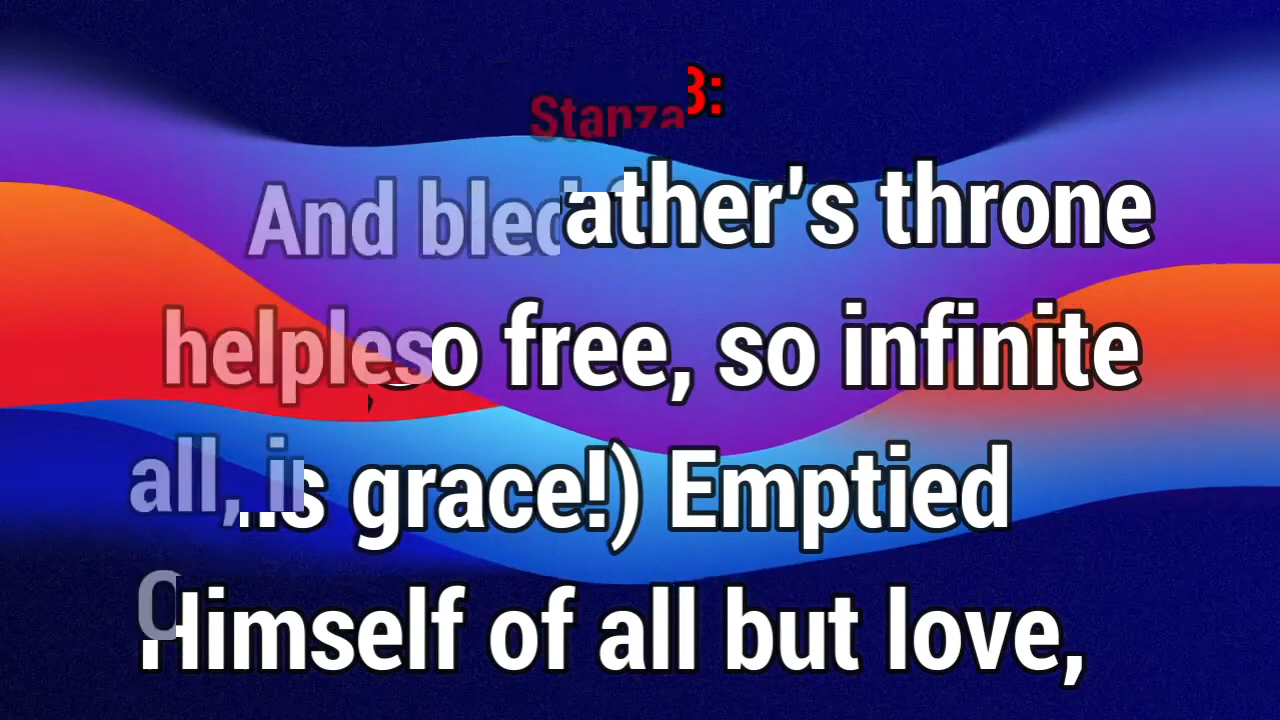 Stanza 3:
And bled ather's throne
helples o free, so infinite
all, is grace!) Emptied
Himself of all but love,